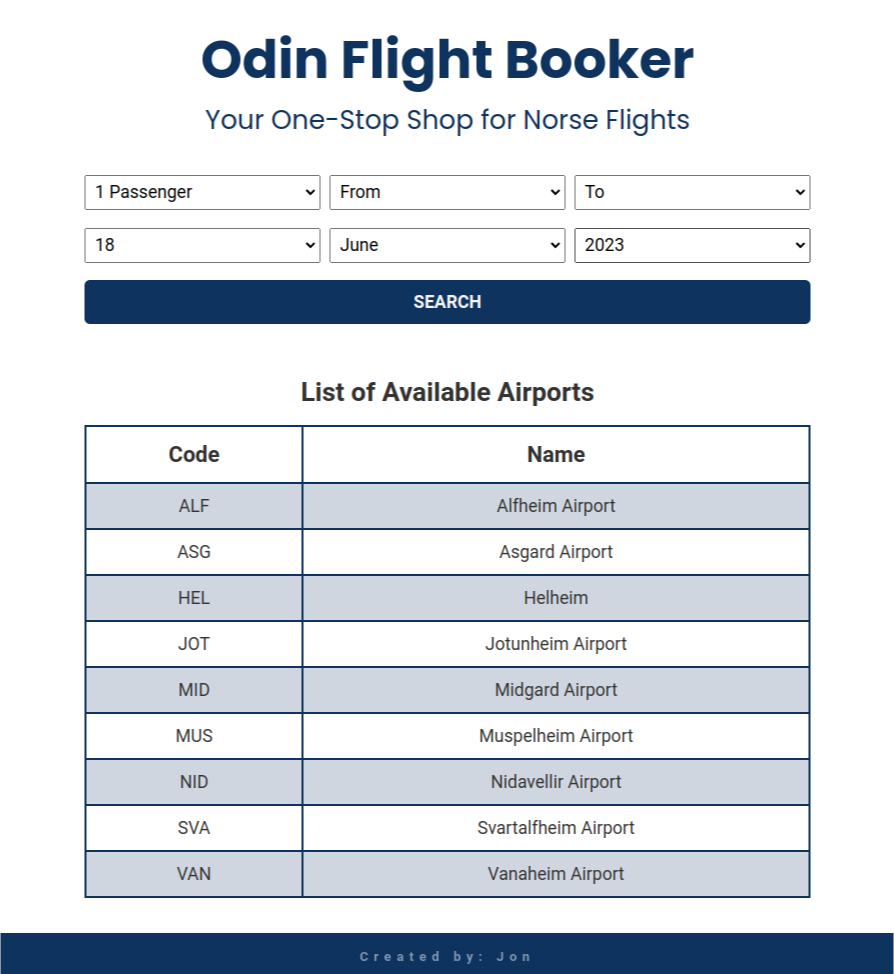 Odin Flight Booker
Your One-Stop Shop for Norse Flights
1 Passenger From To
18 June 2023
SEARCH
List of Available Airports
Code Name
ALF Alfheim Airport
ASG Asgard Airport
HEL Helheim
JOT Jotunheim Airport
MID Midgard Airport
MUS Muspelheim Airport
NID Nidavellir Airport
SVA Svartalfheim Airport
VAN Vanaheim Airport
Created by: Jon